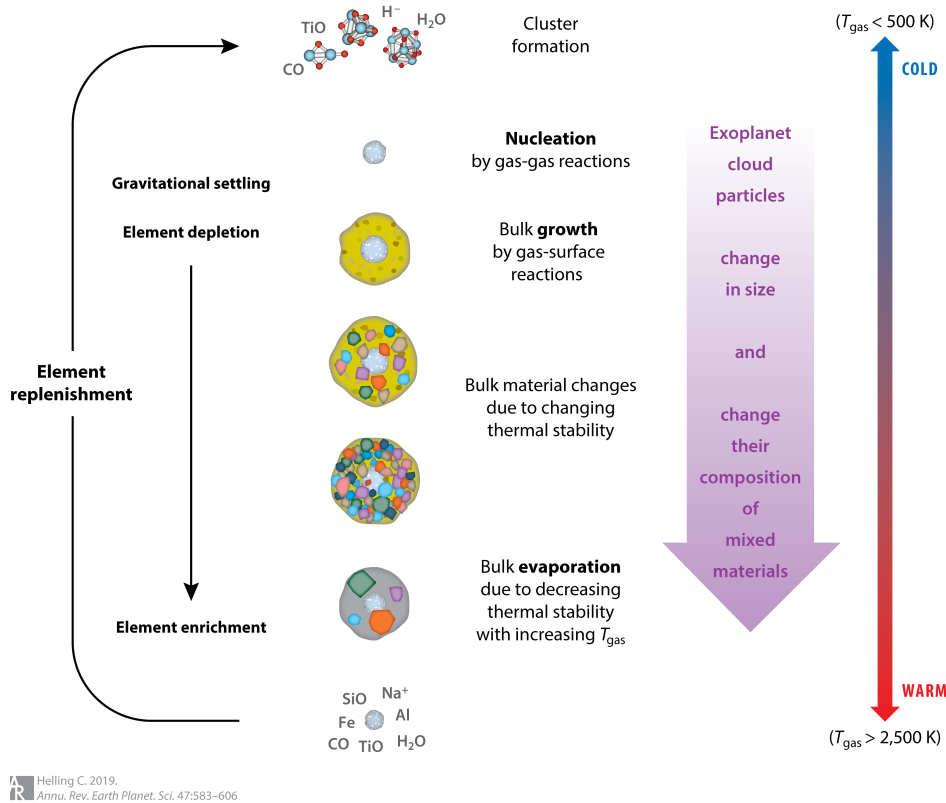 TiO
H⁻
H₂O
CO
Cluster
formation
(Tgas < 500 K)
COLD
Nucleation
by gas-gas reactions
Gravitational settling
Element depletion
Bulk growth
by gas-surface
reactions
Element
replenishment
Bulk material changes
due to changing
thermal stability
Exoplanet
cloud
particles
change
in size
and
change
their
composition
of
mixed
materials
Bulk evaporation
due to decreasing
thermal stability
with increasing Tgas
Element enrichment
SiO
Na⁺
Fe
Al
CO
TiO
H₂O
WARM
(Tgas > 2,500 K)
AR
Helling C. 2019.
Annu. Rev. Earth Planet. Sci. 47:583–606